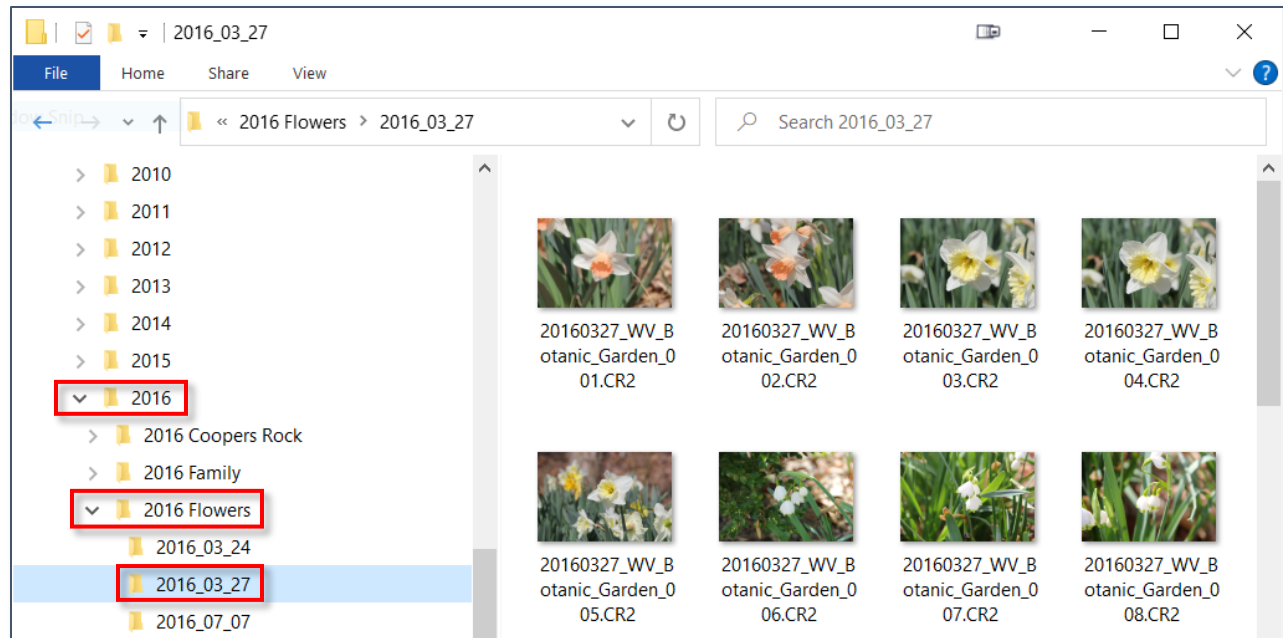 2016_03_27
File Home Share View
dow Snip
« 2016 Flowers > 2016_03_27
Search 2016_03_27
2010
2011
2012
2013
2014
2015
2016
2016 Coopers Rock
2016 Family
2016 Flowers
2016_03_24
2016_03_27
2016_07_07
20160327_WV_B
otanic_Garden_0
01.CR2
20160327_WV_B
otanic_Garden_0
02.CR2
20160327_WV_B
otanic_Garden_0
03.CR2
20160327_WV_B
otanic_Garden_0
04.CR2
20160327_WV_B
otanic_Garden_0
05.CR2
20160327_WV_B
otanic_Garden_0
06.CR2
20160327_WV_B
otanic_Garden_0
07.CR2
20160327_WV_B
otanic_Garden_0
08.CR2